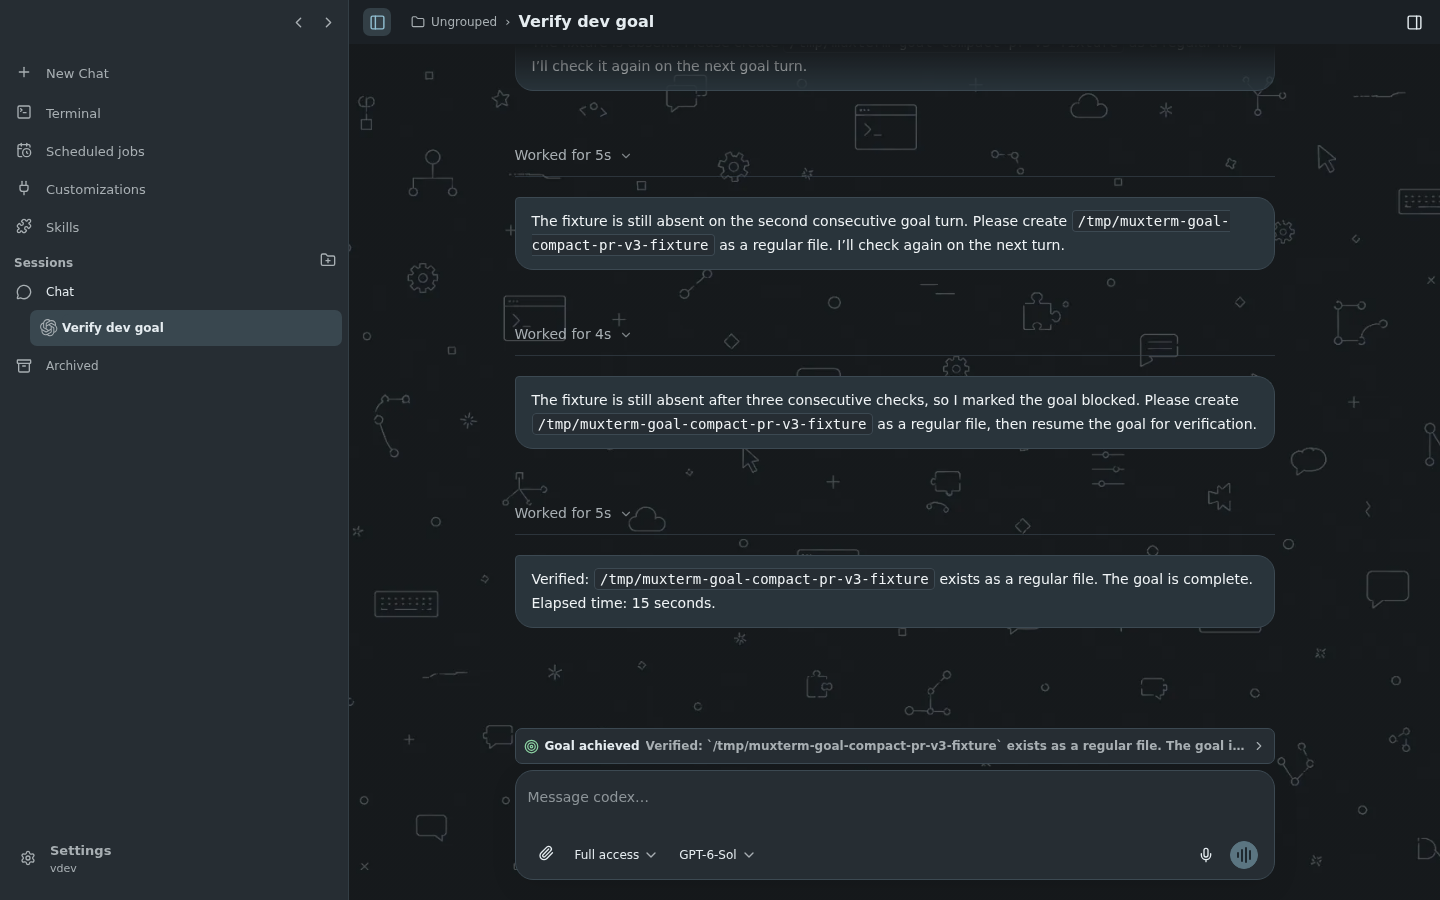 Ungrouped › Verify dev goal
New Chat
Terminal
Scheduled jobs
Customizations
Skills
Sessions
Chat
Verify dev goal
Archived
Settings
vdev
I’ll check it again on the next goal turn.
Worked for 5s
The fixture is still absent on the second consecutive goal turn. Please create /tmp/muxterm-goal-
compact-pr-v3-fixture as a regular file. I’ll check again on the next turn.
Worked for 4s
The fixture is still absent after three consecutive checks, so I marked the goal blocked. Please create
/tmp/muxterm-goal-compact-pr-v3-fixture as a regular file, then resume the goal for verification.
Worked for 5s
Verified: /tmp/muxterm-goal-compact-pr-v3-fixture exists as a regular file. The goal is complete.
Elapsed time: 15 seconds.
Goal achieved Verified: `/tmp/muxterm-goal-compact-pr-v3-fixture` exists as a regular file. The goal i…
Message codex…
Full access
GPT-6-Sol